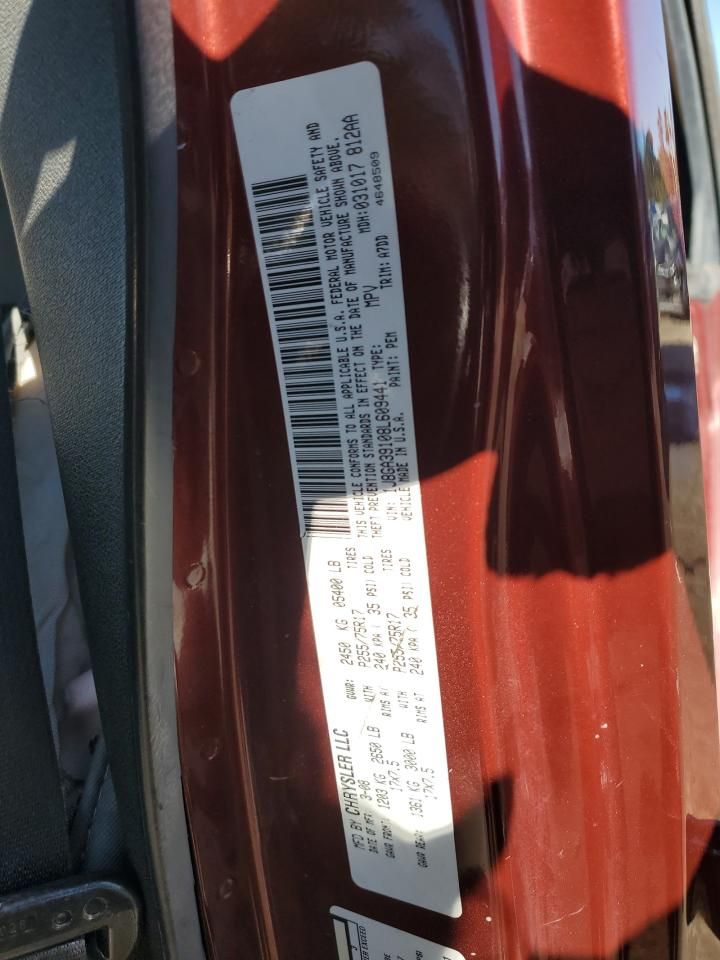 MFD BY CHRYSLER LLC
DATE OF MFR 3-08 GVWR: 2450 KG 05400 LB
GAWR FRONT: 1203 KG 2650 LB WITH P255/75R17 TIRES
17X7.5 RIMS AT 240 KPA( 35 PSI) COLD
GAWR REAR: 1361 KG 3000 LB WITH P255/75R17 TIRES
17X7.5 RIMS AT 240 KPA ( 35 PSI) COLD
THIS VEHICLE CONFORMS TO ALL APPLICABLE U.S.A. FEDERAL MOTOR VEHICLE SAFETY AND
THEFT PREVENTION STANDARDS IN EFFECT ON THE DATE OF MANUFACTURE SHOWN ABOVE.
VIN: 1J8GA39108L609441 TYPE: MPV MDH:031017 812AA
VEHICLE MADE IN U.S.A. PAINT: PEM TRIM: A7DD 4648509
3
EXCEED